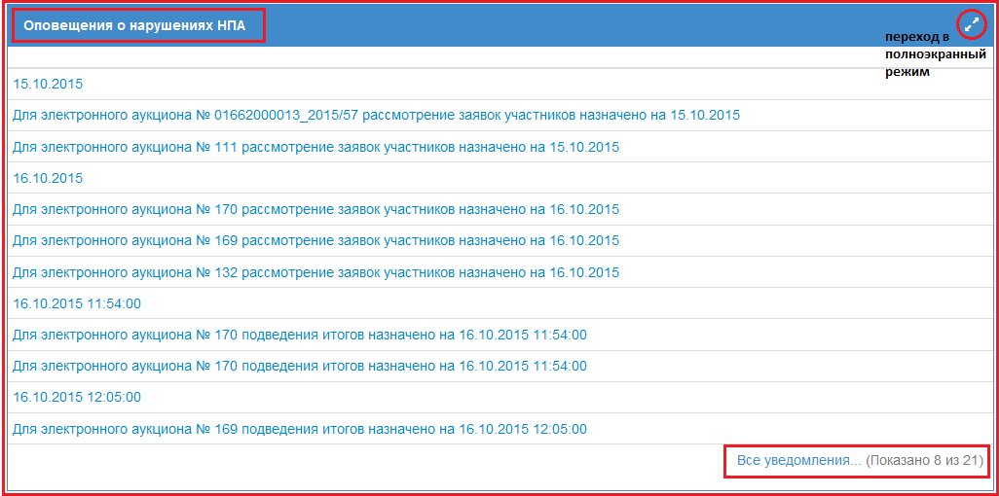 Оповещения о нарушениях НПА
переход в
полноэкранный
режим
15.10.2015
Для электронного аукциона № 01662000013_2015/57 рассмотрение заявок участников назначено на 15.10.2015
Для электронного аукциона № 111 рассмотрение заявок участников назначено на 15.10.2015
16.10.2015
Для электронного аукциона № 170 рассмотрение заявок участников назначено на 16.10.2015
Для электронного аукциона № 169 рассмотрение заявок участников назначено на 16.10.2015
Для электронного аукциона № 132 рассмотрение заявок участников назначено на 16.10.2015
16.10.2015 11:54:00
Для электронного аукциона № 170 подведения итогов назначено на 16.10.2015 11:54:00
Для электронного аукциона № 170 подведения итогов назначено на 16.10.2015 11:54:00
16.10.2015 12:05:00
Для электронного аукциона № 169 подведения итогов назначено на 16.10.2015 12:05:00
Все уведомления... (Показано 8 из 21)